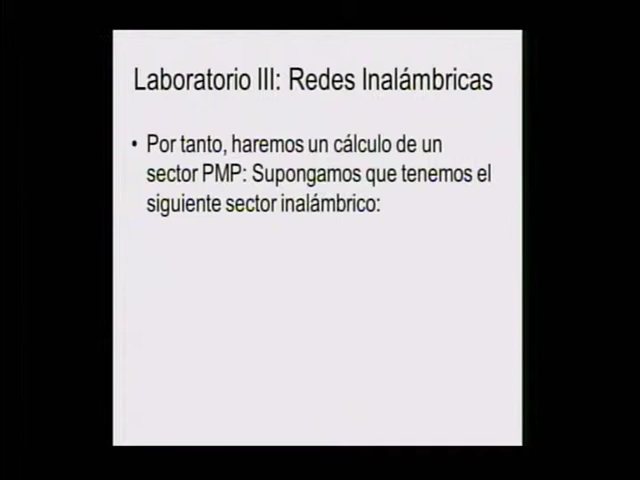 Laboratorio III: Redes Inalámbricas
• Por tanto, haremos un cálculo de un
sector PMP: Supongamos que tenemos el
siguiente sector inalámbrico: